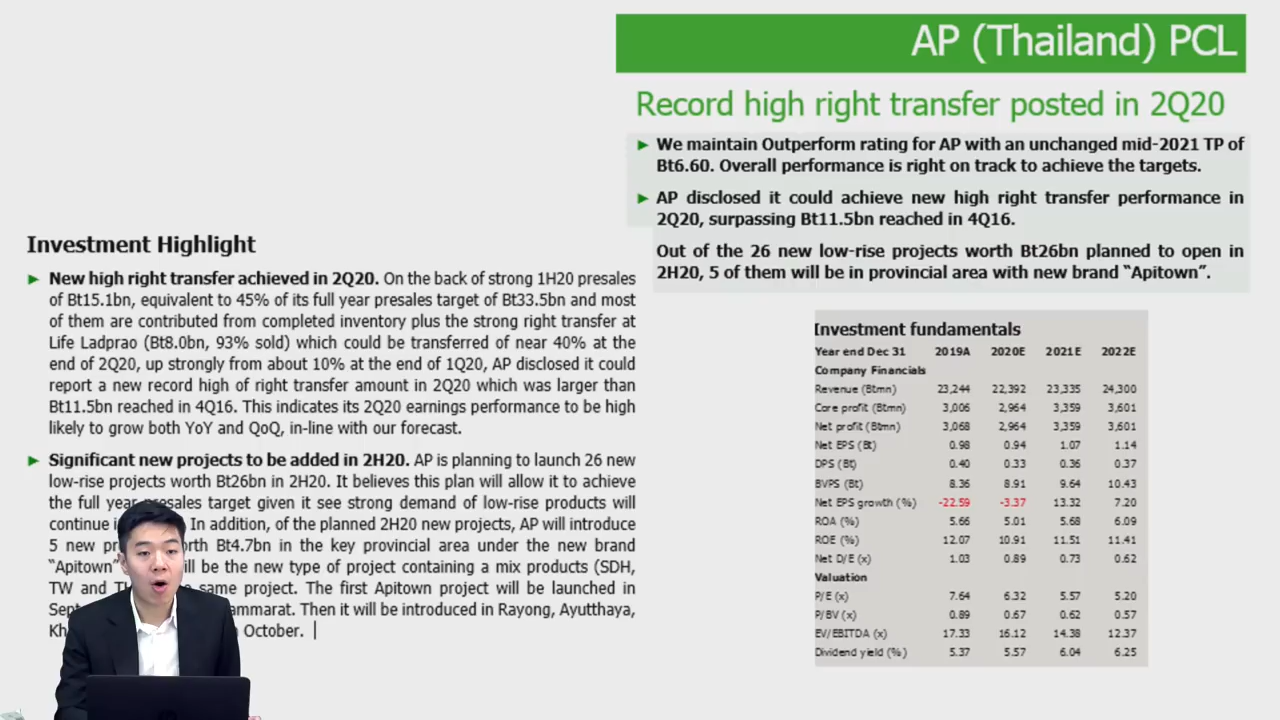 AP (Thailand) PCL
Record high right transfer posted in 2Q20
► We maintain Outperform rating for AP with an unchanged mid-2021 TP of
Bt6.60. Overall performance is right on track to achieve the targets.
► AP disclosed it could achieve new high right transfer performance in
2Q20, surpassing Bt11.5bn reached in 4Q16.
Out of the 26 new low-rise projects worth Bt26bn planned to open in
2H20, 5 of them will be in provincial area with new brand “Apitown”.
Investment Highlight
► New high right transfer achieved in 2Q20. On the back of strong 1H20 presales
of Bt15.1bn, equivalent to 45% of its full year presales target of Bt33.5bn and most
of them are contributed from completed inventory plus the strong right transfer at
Life Ladprao (Bt8.0bn, 93% sold) which could be transferred of near 40% at the
end of 2Q20, up strongly from about 10% at the end of 1Q20, AP disclosed it could
report a new record high of right transfer amount in 2Q20 which was larger than
Bt11.5bn reached in 4Q16. This indicates its 2Q20 earnings performance to be high
likely to grow both YoY and QoQ, in-line with our forecast.
► Significant new projects to be added in 2H20. AP is planning to launch 26 new
low-rise projects worth Bt26bn in 2H20. It believes this plan will allow it to achieve
the full year presales target given it see strong demand of low-rise products will
continue In addition, of the planned 2H20 new projects, AP will introduce
5 new Bt4.7bn in the key provincial area under the new brand
“Apitown” be the new type of project containing a mix products (SDH,
TW and same project. The first Apitown project will be launched in
Then it will be introduced in Rayong, Ayutthaya,
October.
Investment fundamentals
Year end Dec 31 2019A 2020E 2021E 2022E
Company Financials
Revenue (Btmn) 23,244 22,392 23,335 24,300
Core profit (Btmn) 3,006 2,964 3,359 3,601
Net profit (Btmn) 3,068 2,964 3,359 3,601
Net EPS (Bt) 0.98 0.94 1.07 1.14
DPS (Bt) 0.40 0.33 0.36 0.37
BVPS (Bt) 8.36 8.91 9.64 10.43
Net EPS growth (%) -22.59 -3.37 13.32 7.20
ROA (%) 5.66 5.01 5.68 6.09
ROE (%) 12.07 10.91 11.51 11.41
Net D/E (x) 1.03 0.89 0.73 0.62
Valuation
P/E (x) 7.64 6.32 5.57 5.20
P/BV (x) 0.89 0.67 0.62 0.57
EV/EBITDA (x) 17.33 16.12 14.38 12.37
Dividend yield (%) 5.37 5.57 6.04 6.25